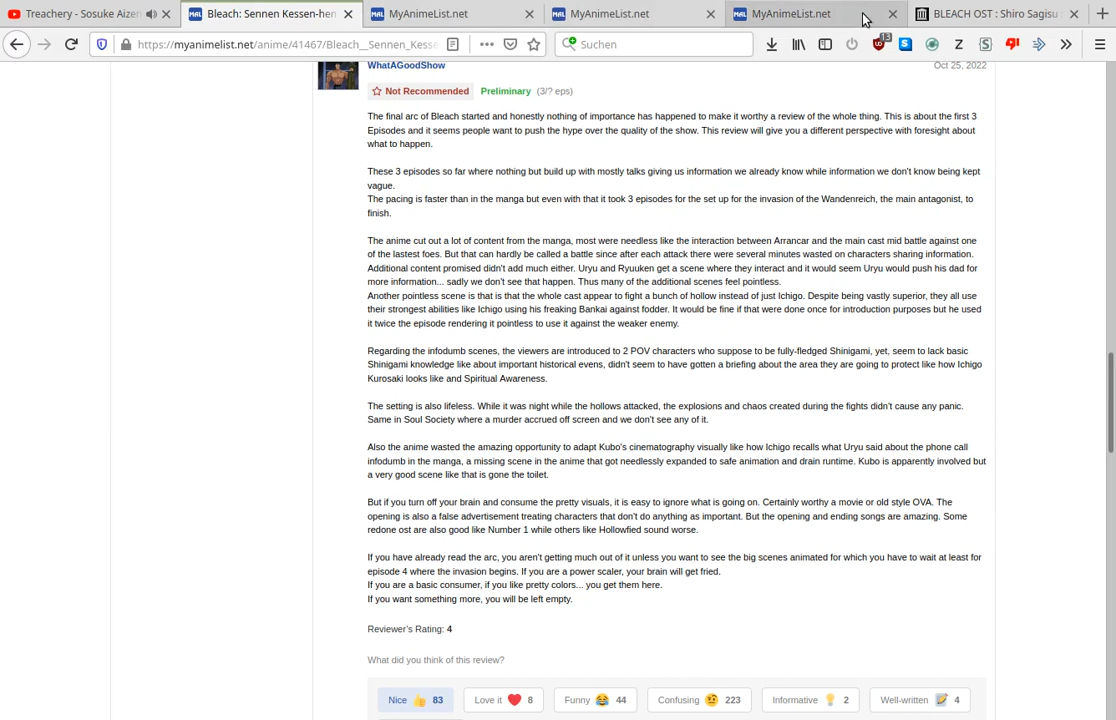 Treachery - Sosuke Aizen
Bleach: Sennen Kessen-hen
MyAnimeList.net
MyAnimeList.net
MyAnimeList.net
BLEACH OST : Shiro Sagisu
https://myanimelist.net/anime/41467/Bleach__Sennen_Kesse
Suchen
13
WhatAGoodShow
Oct 25, 2022
Not Recommended Preliminary (3/? eps)
The final arc of Bleach started and honestly nothing of importance has happened to make it worthy a review of the whole thing. This is about the first 3
Episodes and it seems people want to push the hype over the quality of the show. This review will give you a different perspective with foresight about
what to happen.
These 3 episodes so far where nothing but build up with mostly talks giving us information we already know while information we don't know being kept
vague.
The pacing is faster than in the manga but even with that it took 3 episodes for the set up for the invasion of the Wandenreich, the main antagonist, to
finish.
The anime cut out a lot of content from the manga, most were needless like the interaction between Arrancar and the main cast mid battle against one
of the lastest foes. But that can hardly be called a battle since after each attack there were several minutes wasted on characters sharing information.
Additional content promised didn't add much either. Uryu and Ryuuken get a scene where they interact and it would seem Uryu would push his dad for
more information... sadly we don't see that happen. Thus many of the additional scenes feel pointless.
Another pointless scene is that is that the whole cast appear to fight a bunch of hollow instead of just Ichigo. Despite being vastly superior, they all use
their strongest abilities like Ichigo using his freaking Bankai against fodder. It would be fine if that were done once for introduction purposes but he used
it twice the episode rendering it pointless to use it against the weaker enemy.
Regarding the infodumb scenes, the viewers are introduced to 2 POV characters who suppose to be fully-fledged Shinigami, yet, seem to lack basic
Shinigami knowledge like about important historical evens, didn't seem to have gotten a briefing about the area they are going to protect like how Ichigo
Kurosaki looks like and Spiritual Awareness.
The setting is also lifeless. While it was night while the hollows attacked, the explosions and chaos created during the fights didn't cause any panic.
Same in Soul Society where a murder accrued off screen and we don't see any of it.
Also the anime wasted the amazing opportunity to adapt Kubo's cinematography visually like how Ichigo recalls what Uryu said about the phone call
infodumb in the manga, a missing scene in the anime that got needlessly expanded to safe animation and drain runtime. Kubo is apparently involved but
a very good scene like that is gone the toilet.
But if you turn off your brain and consume the pretty visuals, it is easy to ignore what is going on. Certainly worthy a movie or old style OVA. The
opening is also a false advertisement treating characters that don't do anything as important. But the opening and ending songs are amazing. Some
redone ost are also good like Number 1 while others like Hollowfied sound worse.
If you have already read the arc, you aren't getting much out of it unless you want to see the big scenes animated for which you have to wait at least for
episode 4 where the invasion begins. If you are a power scaler, your brain will get fried.
If you are a basic consumer, if you like pretty colors... you get them here.
If you want something more, you will be left empty.
Reviewer's Rating: 4
What did you think of this review?
Nice 83 Love it 8 Funny 44 Confusing 223 Informative 2 Well-written 4